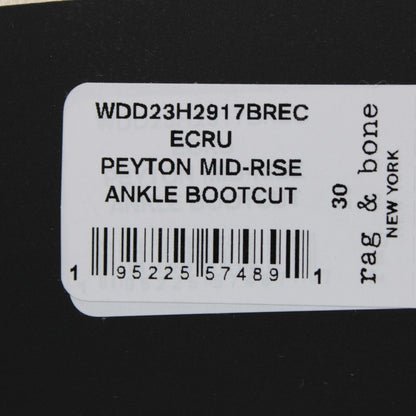 WDD23H2917BREC
ECRU
PEYTON MID-RISE
ANKLE BOOTCUT
1 95225 57489 1
30
rag & bone
NEW YORK